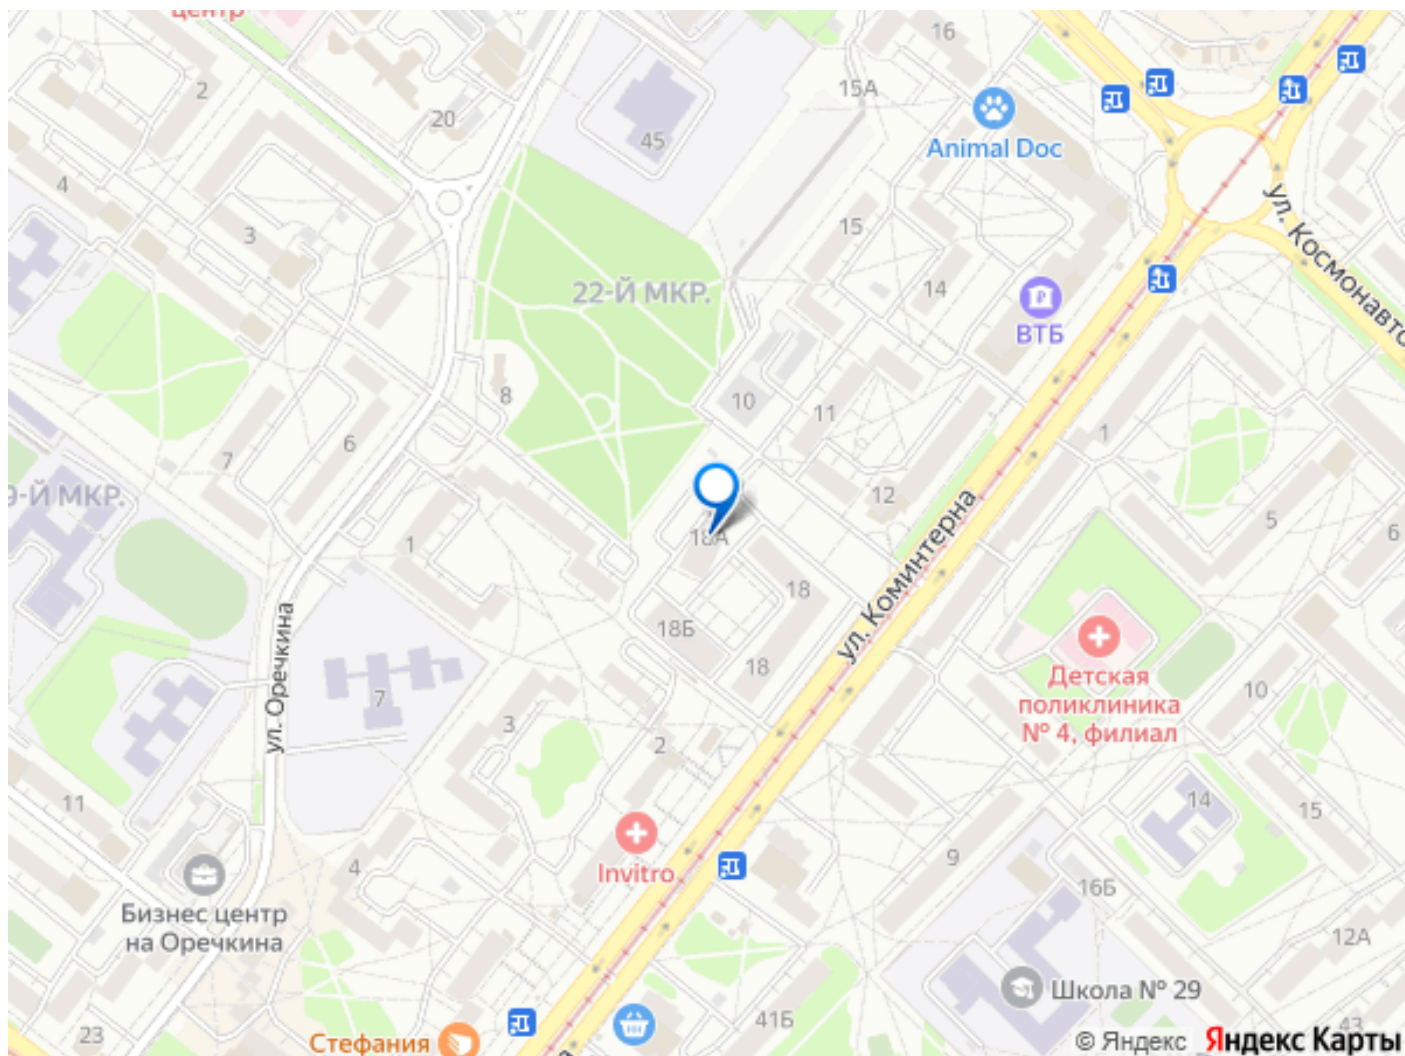 центр
16
15А
2
20
45
Animal Doc
4
3
15
ул. Космонавто
22-Й МКР.
14
ВТБ
8
10
11
1
7
6
9-Й МКР.
12
5
6
1
18А
ул. Коминтерна
18
18Б
ул. Оречкина
18
7
3
2
Детская
поликлиника
№ 4, филиал
10
11
14
15
Invitro
4
9
16Б
Бизнес центр
на Оречкина
12А
Школа № 29
23
41Б
43
Стефания
а
© Яндекс Яндекс Карты